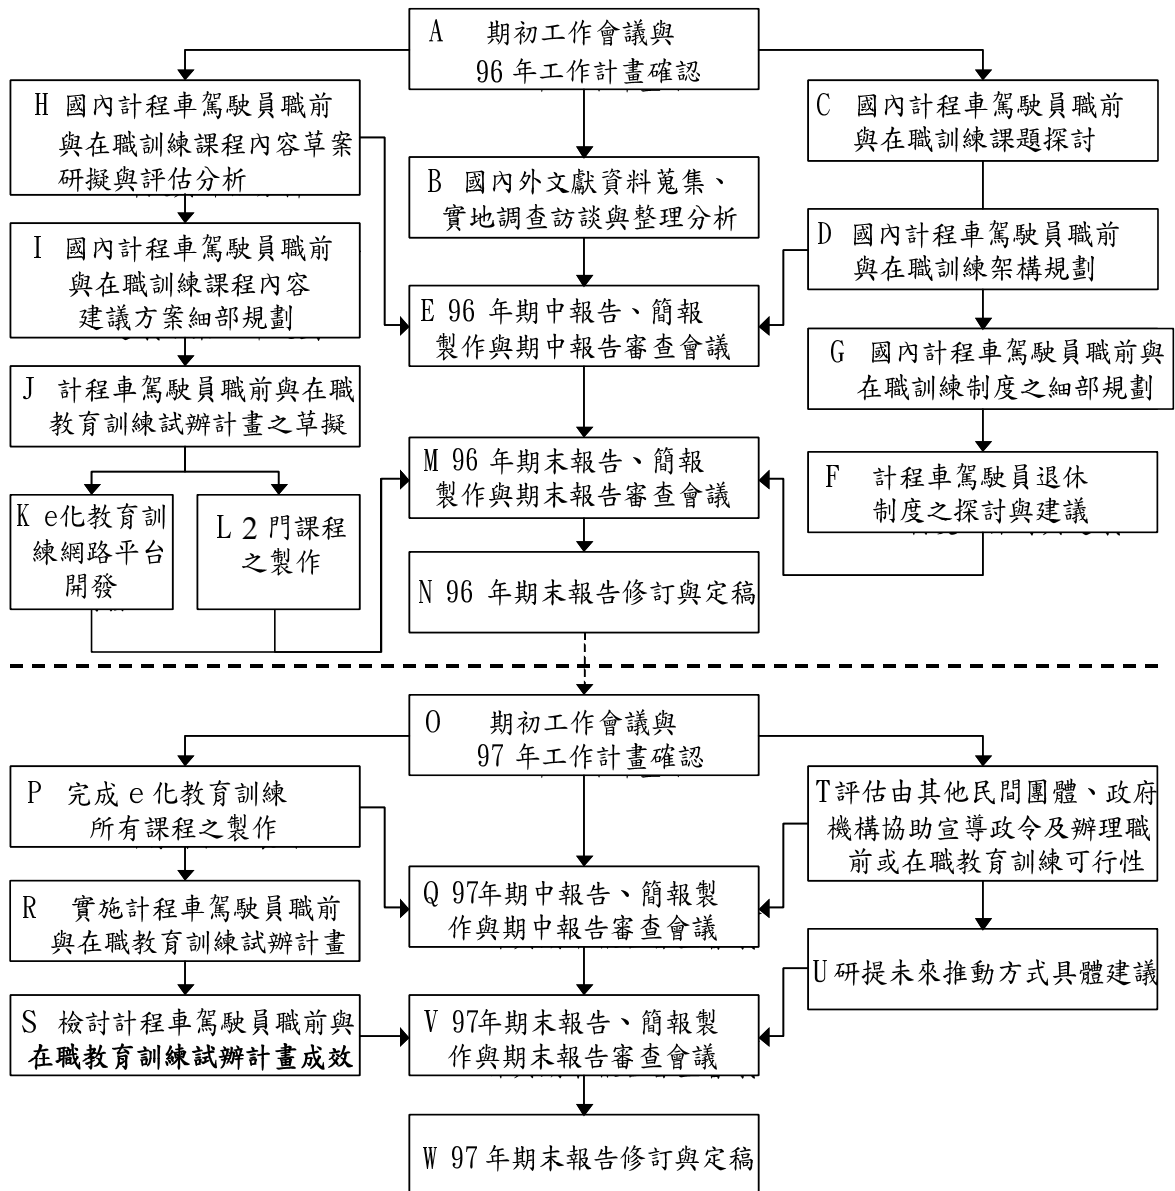 A 期初工作會議與
96 年工作計畫確認
H 國內計程車駕駛員職前
與在職訓練課程內容草案
研擬與評估分析
C 國內計程車駕駛員職前
與在職訓練課題探討
B 國內外文獻資料蒐集、
實地調查訪談與整理分析
I 國內計程車駕駛員職前
與在職訓練課程內容
建議方案細部規劃
D 國內計程車駕駛員職前
與在職訓練架構規劃
E 96 年期中報告、簡報
製作與期中報告審查會議
G 國內計程車駕駛員職前與
在職訓練制度之細部規劃
J 計程車駕駛員職前與在職
教育訓練試辦計畫之草擬
M 96 年期末報告、簡報
製作與期末報告審查會議
F 計程車駕駛員退休
制度之探討與建議
K e化教育訓
練網路平台
開發
L 2 門課程
之製作
N 96 年期末報告修訂與定稿
O 期初工作會議與
97 年工作計畫確認
P 完成 e 化教育訓練
所有課程之製作
T評估由其他民間團體、政府
機構協助宣導政令及辦理職
前或在職教育訓練可行性
Q 97年期中報告、簡報製
作與期中報告審查會議
R 實施計程車駕駛員職前
與在職教育訓練試辦計畫
U研提未來推動方式具體建議
S 檢討計程車駕駛員職前與
在職教育訓練試辦計畫成效
V 97年期末報告、簡報製
作與期末報告審查會議
W 97 年期末報告修訂與定稿